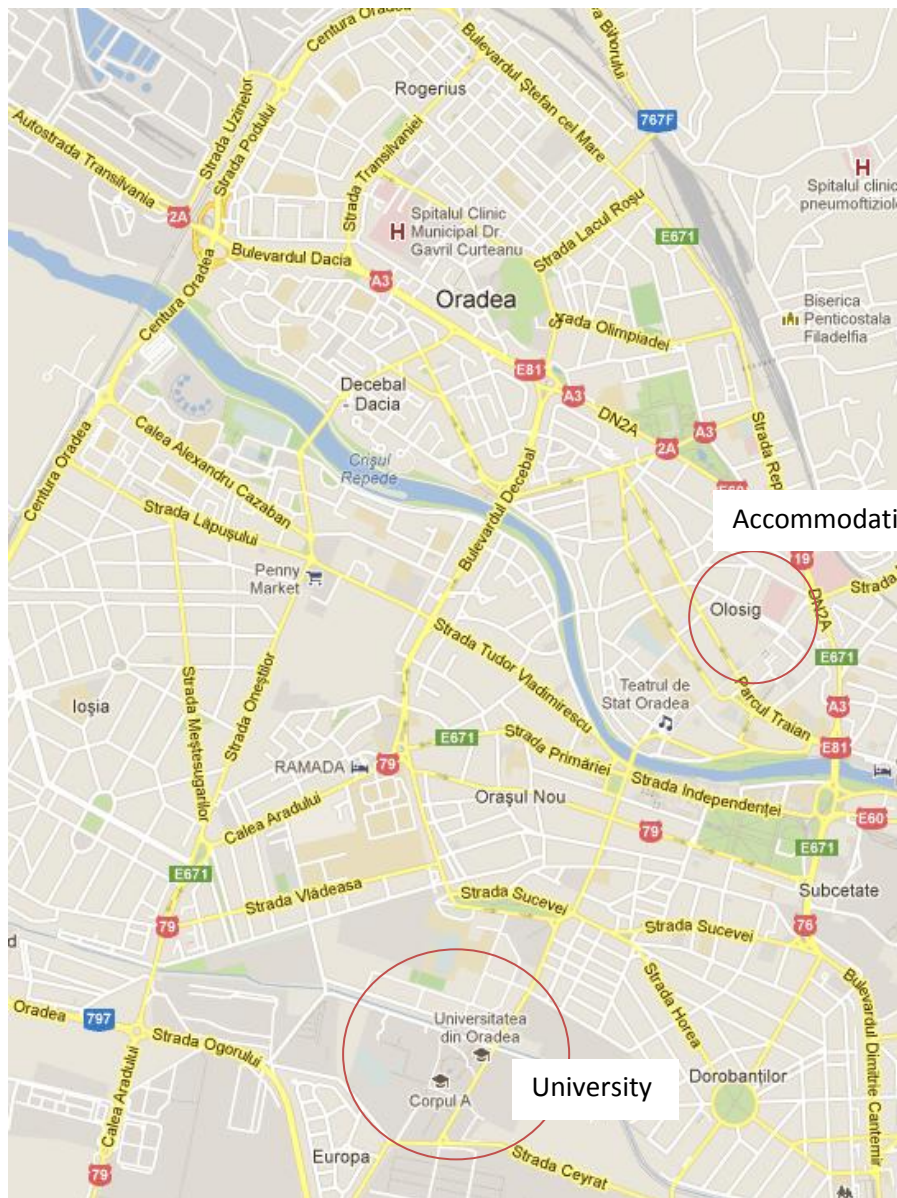 Centura Oradea
Bulevardul Ștefan cel Mare
Bihorului
Rogerius
767F
Strada Uzinelor
Strada Podului
Autostrada Transilvania
Strada Transilvaniei
H
Spitalul clinic
pneumoftiziolo
2A
Spitalul Clinic
Municipal Dr.
Gavril Curteanu
H
Strada Lacul Roșu
E671
Bulevardul Dacia
A3
Centura Oradea
Oradea
Biserica
Penticostala
Filadelfia
Strada Olimpiadei
E81
A3
Decebal
- Dacia
DN2A
2A
A3
Strada Rep
Calea Alexandru Cazaban
Crișul
Repede
Centura Oradea
Bulevardul Decebal
E60
Accommodati
Strada Lăpușului
19
Strada
Penny
Market
Olosig
DN2A
Strada Tudor Vladimirescu
E671
Strada Meșteșugarilor
Strada Oneștilor
Teatrul de
Stat Oradea
Parcul Traian
Ioșia
A3
E671
E81
RAMADA
79
Strada Primăriei
Strada Independenței
Orașul Nou
Calea Aradului
79
E60
E671
E671
Strada Vlădeasa
Strada Sucevei
Subcetate
79
Strada Sucevei
76
d
Strada Horea
Bulevardul Dimitrie Cantemir
Oradea
797
Strada Ogorului
Universitatea
din Oradea
Corpul A
University
Dorobanților
Calea Aradului
Europa
Strada Ceyrat
79